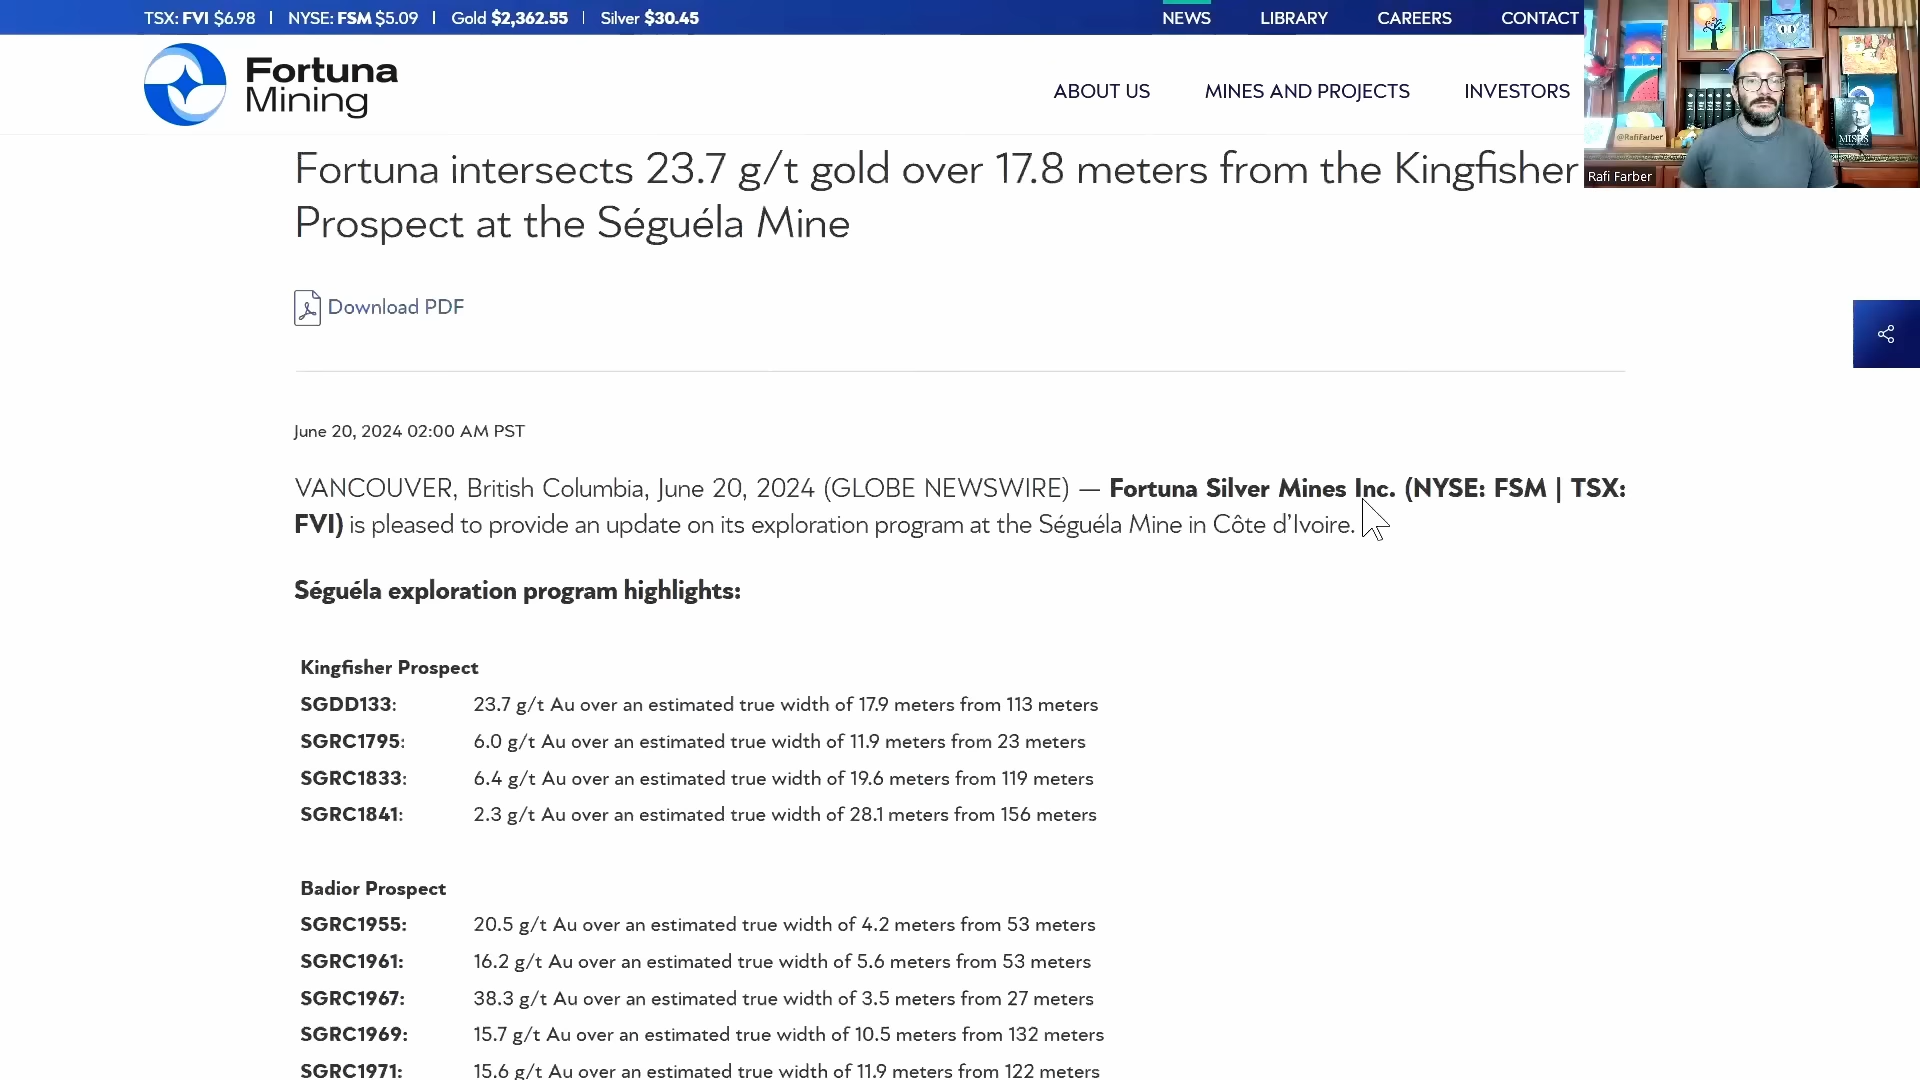 TSX: FVI $6.98 | NYSE: FSM $5.09 | Gold $2,362.55 | Silver $30.45
NEWS LIBRARY CAREERS CONTACT
Fortuna
Mining
ABOUT US MINES AND PROJECTS INVESTORS
@RafiFarber
MISES
Rafi Farber
Fortuna intersects 23.7 g/t gold over 17.8 meters from the Kingfisher
Prospect at the Séguéla Mine
Download PDF
June 20, 2024 02:00 AM PST
VANCOUVER, British Columbia, June 20, 2024 (GLOBE NEWSWIRE) — Fortuna Silver Mines Inc. (NYSE: FSM | TSX:
FVI) is pleased to provide an update on its exploration program at the Séguéla Mine in Côte d’Ivoire.
Séguéla exploration program highlights:
Kingfisher Prospect
SGDD133: 23.7 g/t Au over an estimated true width of 17.9 meters from 113 meters
SGRC1795: 6.0 g/t Au over an estimated true width of 11.9 meters from 23 meters
SGRC1833: 6.4 g/t Au over an estimated true width of 19.6 meters from 119 meters
SGRC1841: 2.3 g/t Au over an estimated true width of 28.1 meters from 156 meters
Badior Prospect
SGRC1955: 20.5 g/t Au over an estimated true width of 4.2 meters from 53 meters
SGRC1961: 16.2 g/t Au over an estimated true width of 5.6 meters from 53 meters
SGRC1967: 38.3 g/t Au over an estimated true width of 3.5 meters from 27 meters
SGRC1969: 15.7 g/t Au over an estimated true width of 10.5 meters from 132 meters
SGRC1971: 15.6 g/t Au over an estimated true width of 11.9 meters from 122 meters